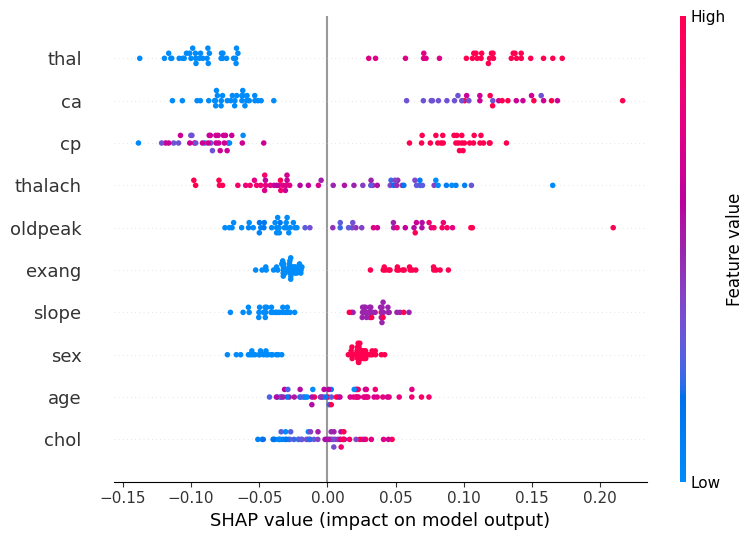 High
thal
ca
cp
thalach
oldpeak
exang
slope
sex
age
chol
Feature value
Low
−0.15 −0.10 −0.05 0.00 0.05 0.10 0.15 0.20
SHAP value (impact on model output)